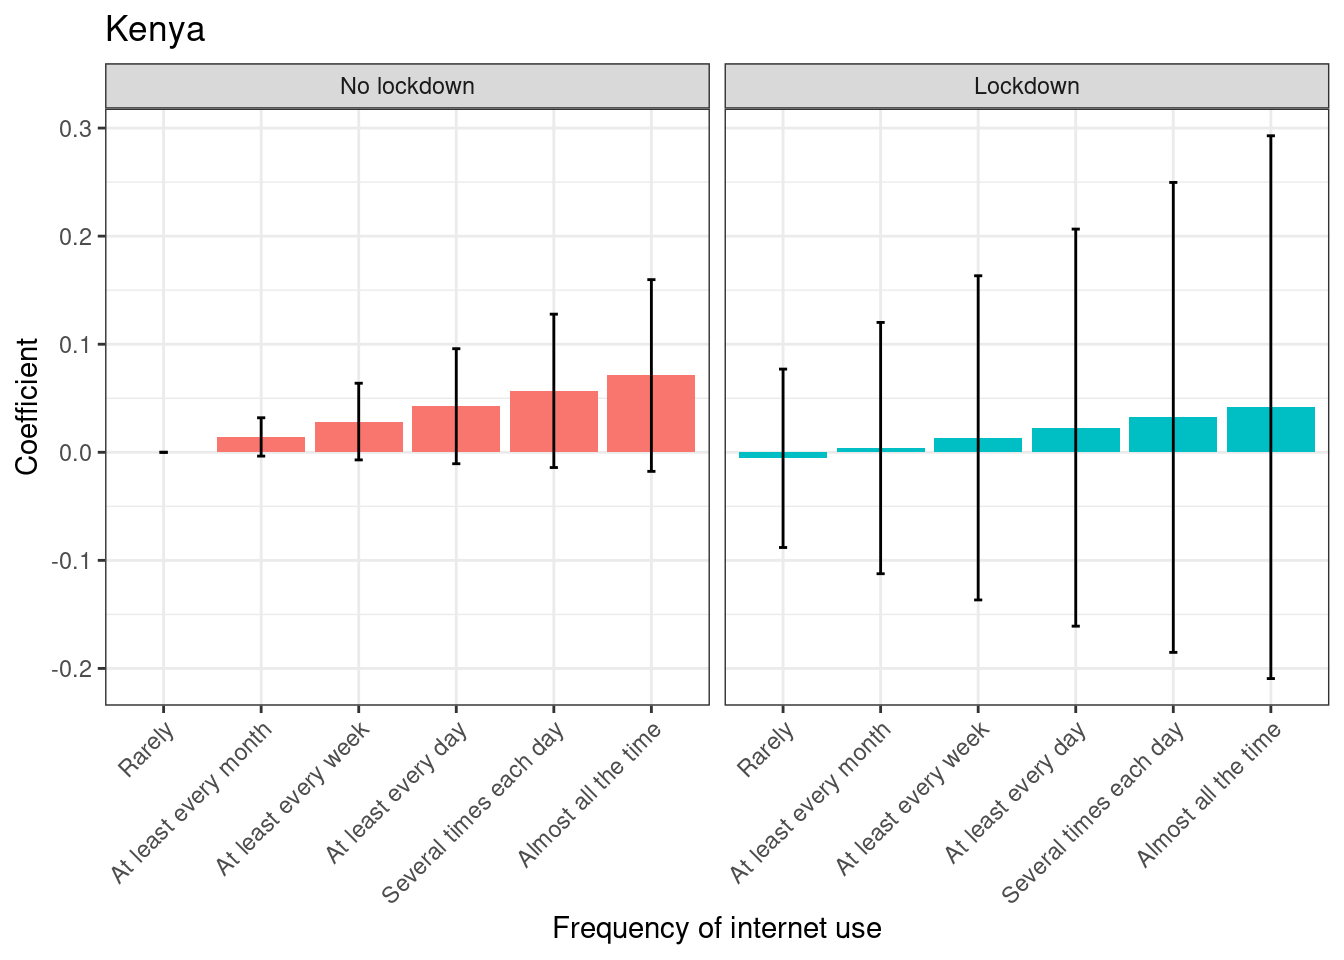 Kenya
No lockdown
Lockdown
Coefficient
0.3
0.2
0.1
0.0
-0.1
-0.2
Rarely
At least every month
At least every week
At least every day
Several times each day
Almost all the time
Rarely
At least every month
At least every week
At least every day
Several times each day
Almost all the time
Frequency of internet use